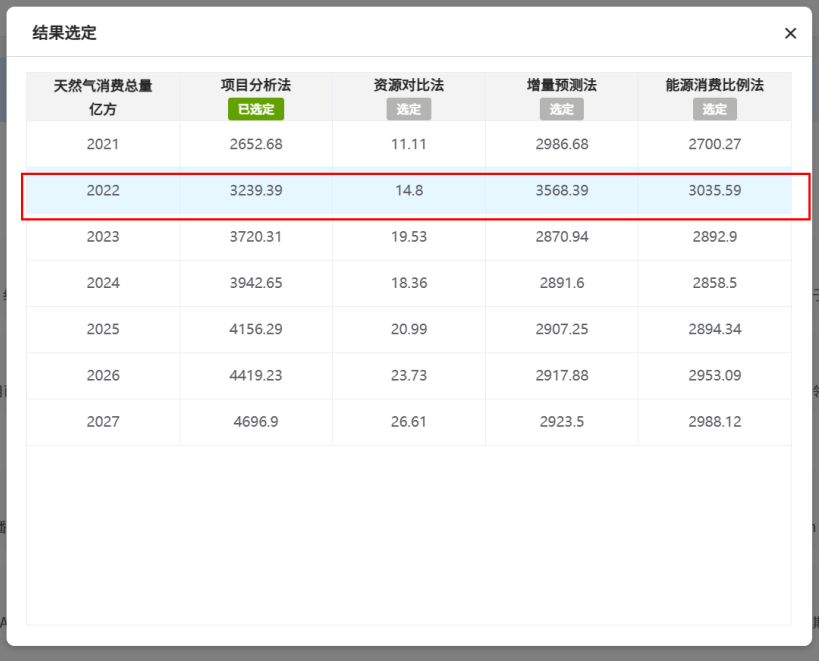 结果选定 ×
天然气消费总量 亿方 项目分析法 已选定 资源对比法 选定 增量预测法 选定 能源消费比例法 选定
2021 2652.68 11.11 2986.68 2700.27
2022 3239.39 14.8 3568.39 3035.59
2023 3720.31 19.53 2870.94 2892.9
2024 3942.65 18.36 2891.6 2858.5
2025 4156.29 20.99 2907.25 2894.34
2026 4419.23 23.73 2917.88 2953.09
2027 4696.9 26.61 2923.5 2988.12